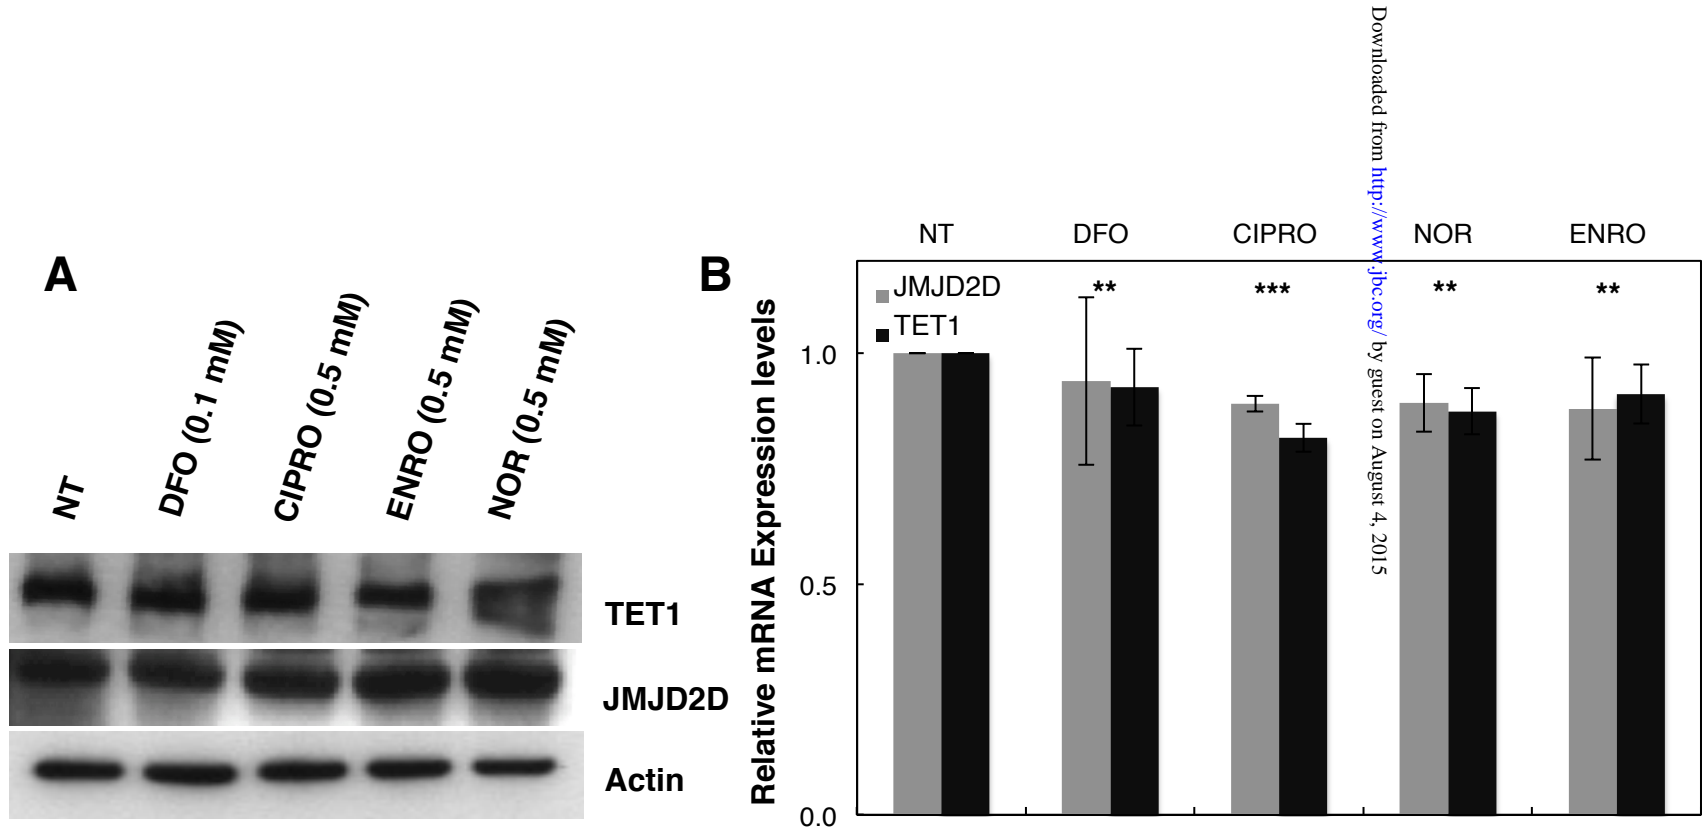 A
NT
DFO (0.1 mM)
CIPRO (0.5 mM)
ENRO (0.5 mM)
NOR (0.5 mM)
TET1
JMJD2D
Actin
B
NT DFO CIPRO NOR ENRO
JMJD2D
TET1
** *** ** **
Relative mRNA Expression levels
1.0
0.5
0.0
Downloaded from http://www.jbc.org/ by guest on August 4, 2015